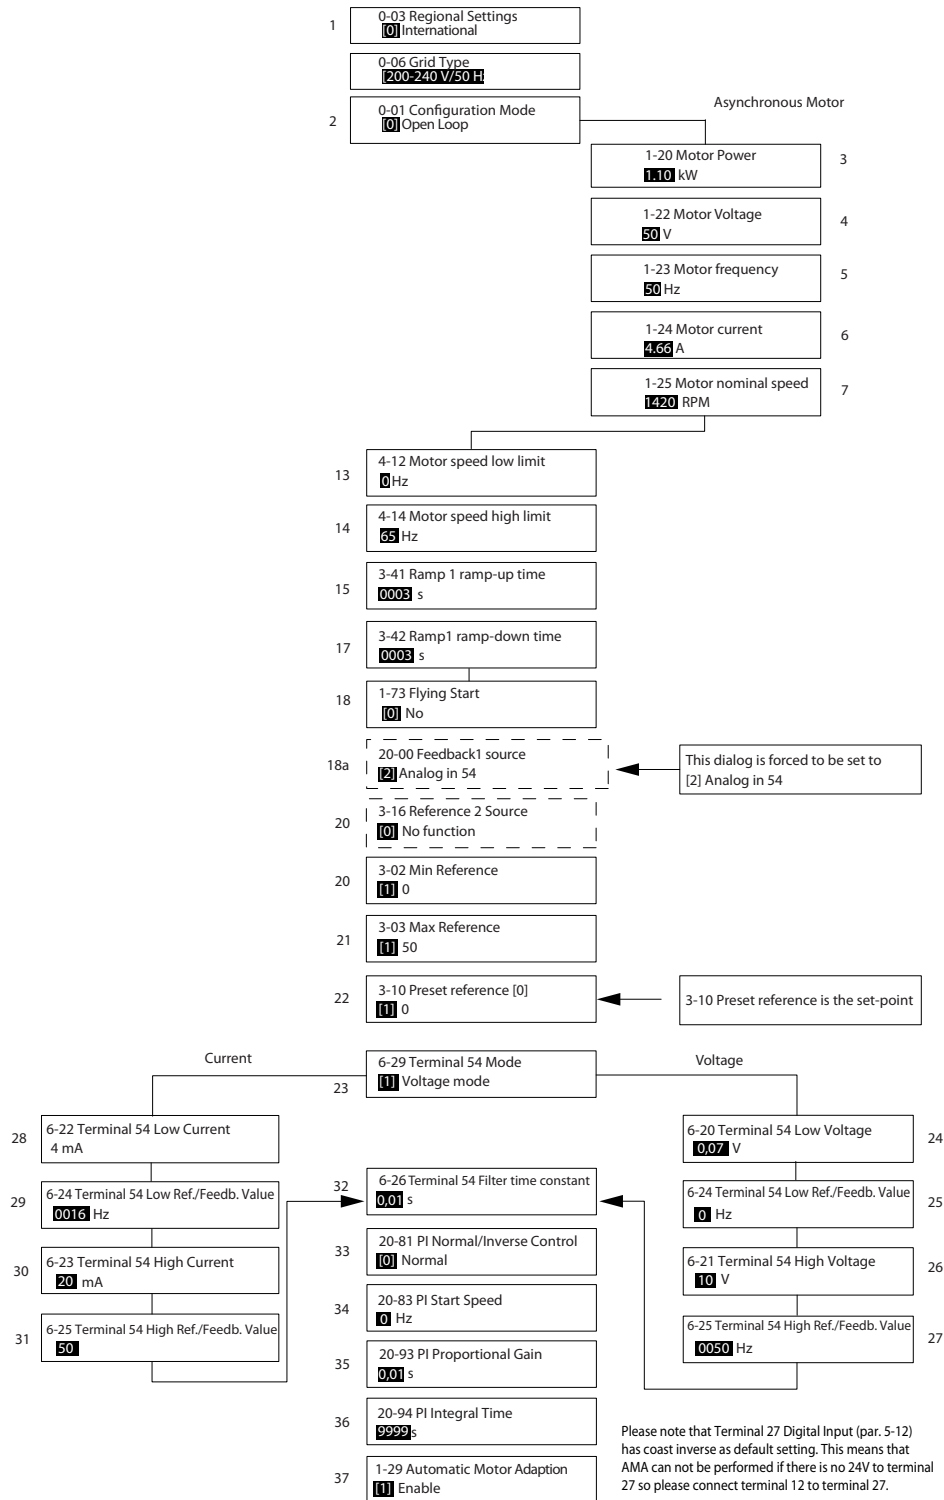 1
0-03 Regional Settings
[0] International
0-06 Grid Type
[200-240 V/50 H
2
0-01 Configuration Mode
[0] Open Loop
Asynchronous Motor
1-20 Motor Power
1.10 kW
3
1-22 Motor Voltage
50 V
4
1-23 Motor frequency
50 Hz
5
1-24 Motor current
4.66 A
6
1-25 Motor nominal speed
1420 RPM
7
13
4-12 Motor speed low limit
0 Hz
14
4-14 Motor speed high limit
65 Hz
15
3-41 Ramp 1 ramp-up time
0003 s
17
3-42 Ramp1 ramp-down time
0003 s
18
1-73 Flying Start
[0] No
18a
20-00 Feedback1 source
[2] Analog in 54
This dialog is forced to be set to
[2] Analog in 54
20
3-16 Reference 2 Source
[0] No function
20
3-02 Min Reference
[1] 0
21
3-03 Max Reference
[1] 50
22
3-10 Preset reference [0]
[1] 0
3-10 Preset reference is the set-point
Current
23
6-29 Terminal 54 Mode
[1] Voltage mode
Voltage
28
6-22 Terminal 54 Low Current
4 mA
29
6-24 Terminal 54 Low Ref./Feedb. Value
0016 Hz
30
6-23 Terminal 54 High Current
20 mA
31
6-25 Terminal 54 High Ref./Feedb. Value
50
6-20 Terminal 54 Low Voltage
0,07 V
24
6-24 Terminal 54 Low Ref./Feedb. Value
0 Hz
25
6-21 Terminal 54 High Voltage
10 V
26
6-25 Terminal 54 High Ref./Feedb. Value
0050 Hz
27
32
6-26 Terminal 54 Filter time constant
0,01 s
33
20-81 PI Normal/Inverse Control
[0] Normal
34
20-83 PI Start Speed
0 Hz
35
20-93 PI Proportional Gain
0,01 s
36
20-94 PI Integral Time
9999 s
37
1-29 Automatic Motor Adaption
[1] Enable
Please note that Terminal 27 Digital Input (par. 5-12)
has coast inverse as default setting. This means that
AMA can not be performed if there is no 24V to terminal
27 so please connect terminal 12 to terminal 27.